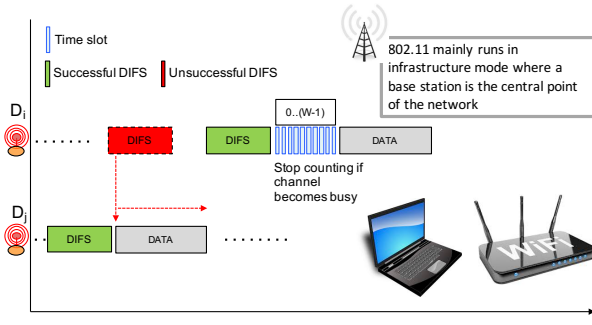 Time slot
Successful DIFS
Unsuccessful DIFS
802.11 mainly runs in
infrastructure mode where a
base station is the central point
of the network
Di
0..(W-1)
DIFS
DIFS
DATA
Stop counting if
channel
becomes busy
Dj
DIFS
DATA
WiFi